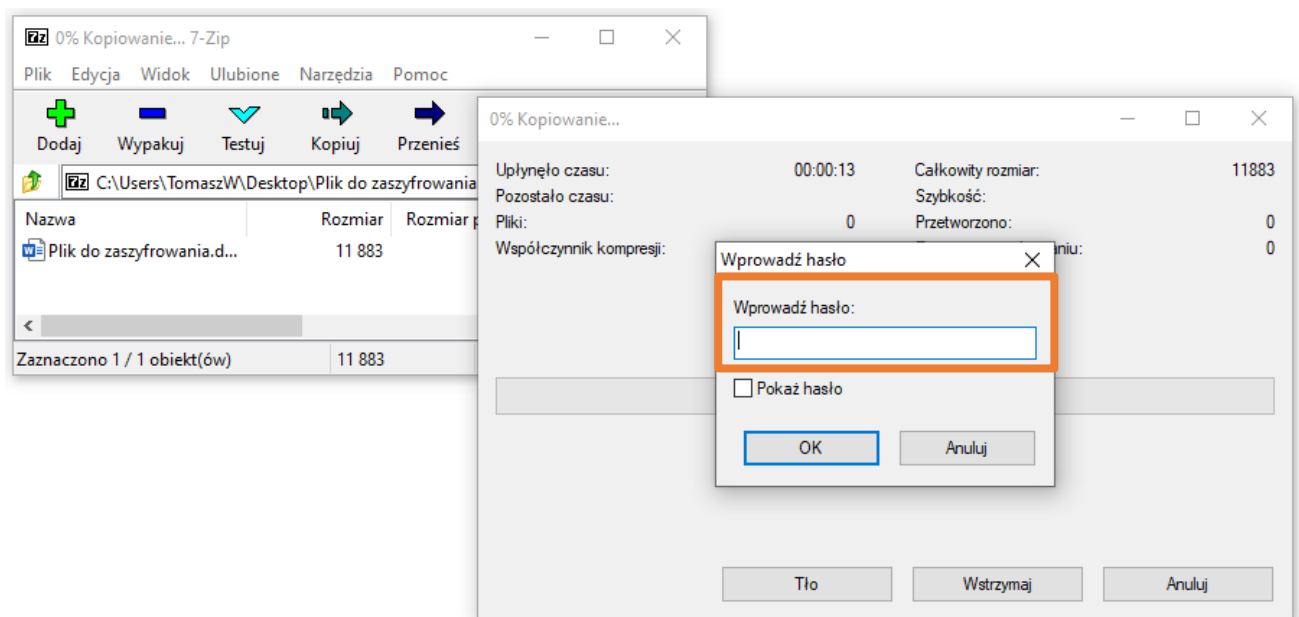 0% Kopiowanie... 7-Zip
Plik Edycja Widok Ulubione Narzędzia Pomoc
Dodaj Wypakuj Testuj Kopiuj Przenieś
C:\Users\TomaszW\Desktop\Plik do zaszyfrowania
Nazwa Rozmiar Rozmiar
Plik do zaszyfrowania.d... 11 883
Zaznaczono 1 / 1 obiekt(ów) 11 883
0% Kopiowanie...
Upłynęło czasu: 00:00:13 Całkowity rozmiar: 11883
Pozostało czasu: Szybkość:
Pliki: 0 Przetworzono: 0
Współczynnik kompresji: 0
Wprowadź hasło
Wprowadź hasło:
Pokaż hasło
OK Anuluj
Tło Wstrzymaj Anuluj